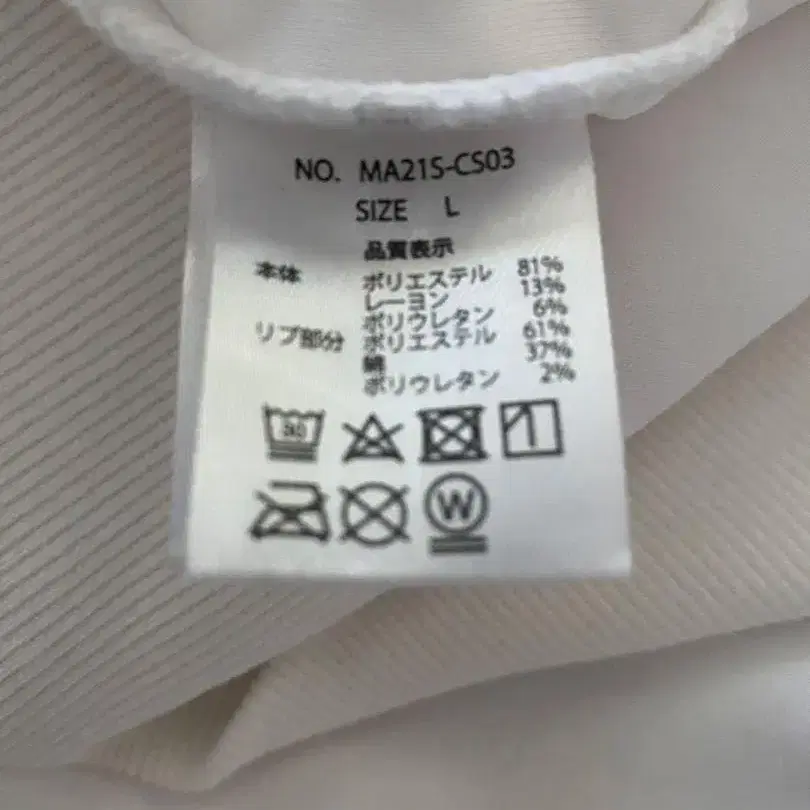 NO. MA21S-CS03
SIZE L
品質表示
本体 ポリエステル 81%
レーヨン 13%
ポリウレタン 6%
リブ部分 ポリエステル 61%
綿 37%
ポリウレタン 2%
30
W